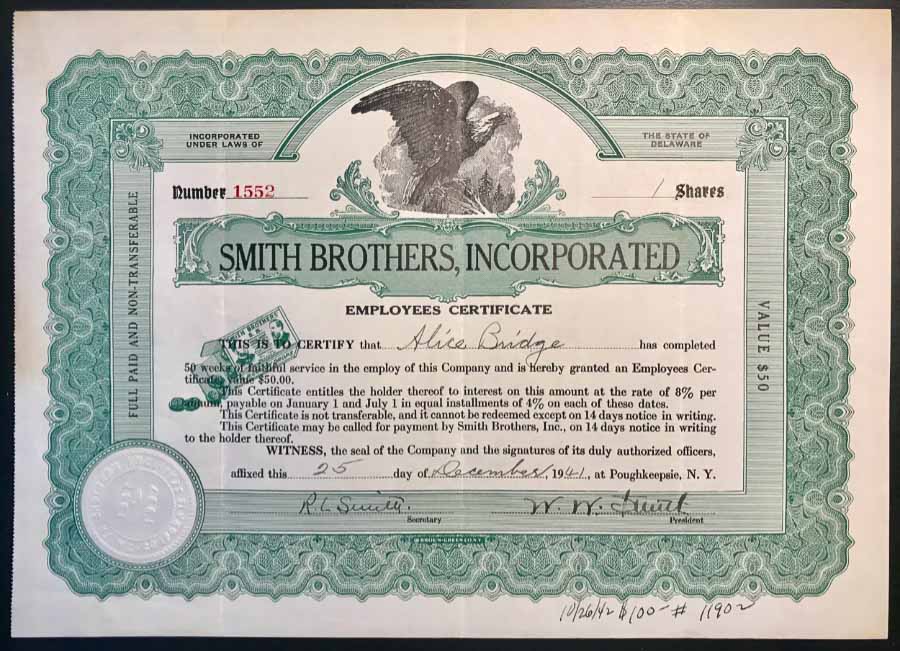 INCORPORATED
UNDER LAWS OF
THE STATE OF
DELAWARE
Number 1552
1 Shares
SMITH BROTHERS, INCORPORATED
EMPLOYEES CERTIFICATE
SMITH BROTHERS
THIS IS TO CERTIFY that Alice Bridge has completed
50 weeks of faithful service in the employ of this Company and is hereby granted an Employees Cer-
tificate, value $50.00.
This Certificate entitles the holder thereof to interest on this amount at the rate of 8% per
annum, payable on January 1 and July 1 in equal installments of 4% on each of these dates.
This Certificate is not transferable, and it cannot be redeemed except on 14 days notice in writing.
This Certificate may be called for payment by Smith Brothers, Inc., on 14 days notice in writing
to the holder thereof.
WITNESS, the seal of the Company and the signatures of its duly authorized officers,
affixed this 25 day of December, 1941, at Poughkeepsie, N. Y.
R. L. Smith. W. W. Smith
Secretary President
FULL PAID AND NON-TRANSFERABLE
VALUE $50
10/26/42 $100- # 11902